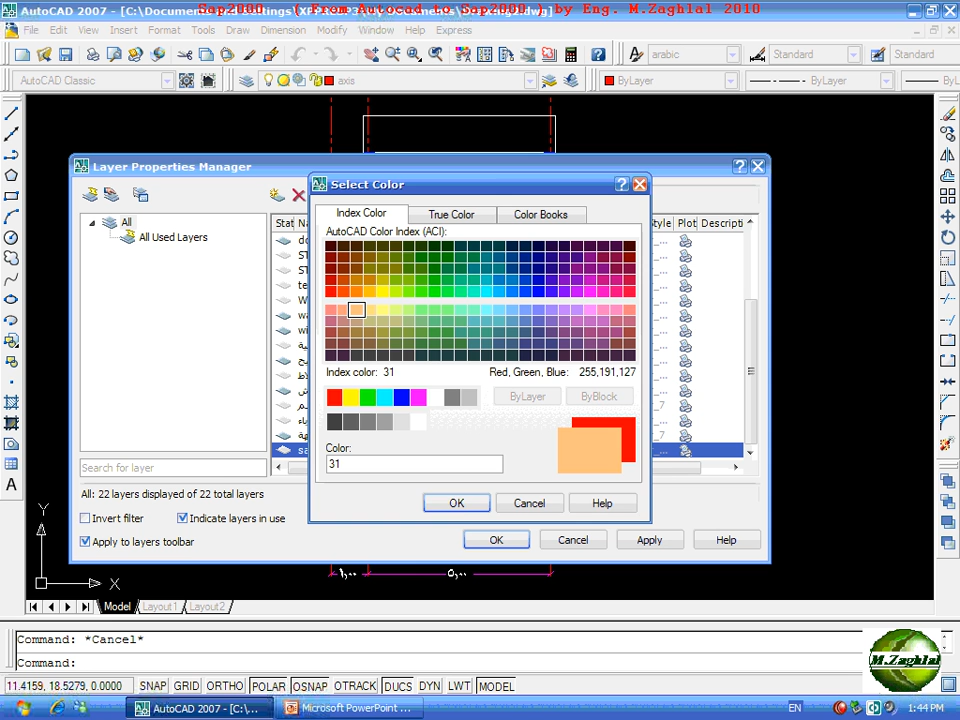 AutoCAD 2007 - [C:\
Sap2000 ( From Autocad to Sap2000 ) by Eng. M.Zaghlal 2010
File Edit View Insert Format Tools Draw Dimension Modify Window Help Express
arabic Standard Standard
AutoCAD Classic axis ByLayer ByLayer ByL
Layer Properties Manager
Select Color
All
All Used Layers
Index Color True Color Color Books
AutoCAD Color Index (ACI):
Index color: 31 Red, Green, Blue: 255,191,127
ByLayer ByBlock
Color:
31
OK Cancel Help
Style Plot Descripti
Search for layer
All: 22 layers displayed of 22 total layers
Invert filter Indicate layers in use
Apply to layers toolbar
OK Cancel Apply Help
Y
X
١,٠٠ ٥,٠٠
Model Layout1 Layout2
Command: *Cancel*
Command:
M.Zaghlal
11.4159, 18.5279, 0.0000 SNAP GRID ORTHO POLAR OSNAP OTRACK DUCS DYN LWT MODEL
AutoCAD 2007 - [C:\... Microsoft PowerPoint ... EN 1:44 PM